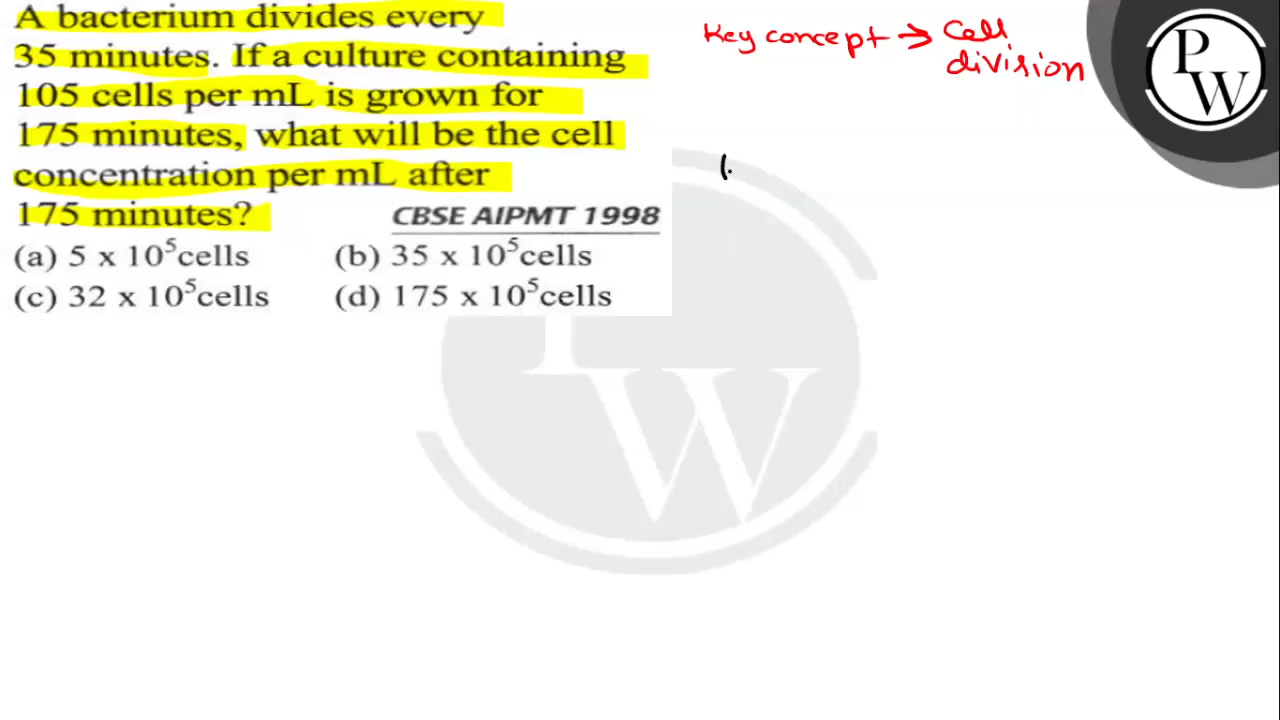 A bacterium divides every
35 minutes. If a culture containing
105 cells per mL is grown for
175 minutes, what will be the cell
concentration per mL after
175 minutes?
CBSE AIPMT 1998
(a) 5 x 10⁵cells (b) 35 x 10⁵cells
(c) 32 x 10⁵cells (d) 175 x 10⁵cells
Key concept → Cell
division
P
W